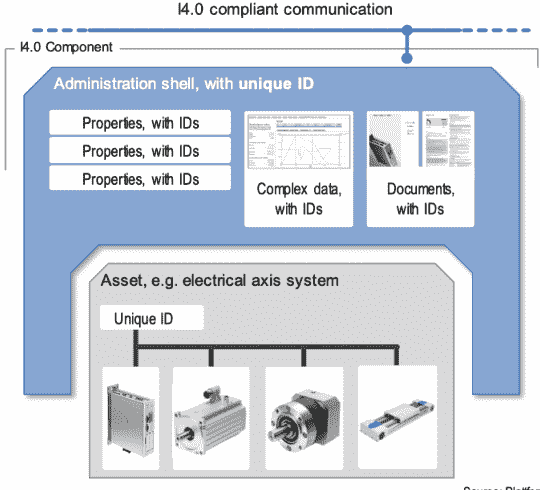 I4.0 compliant communication
I4.0 Component
Administration shell, with unique ID
Properties, with IDs
Properties, with IDs
Properties, with IDs
Complex data,
with IDs
Documents,
with IDs
Asset, e.g. electrical axis system
Unique ID